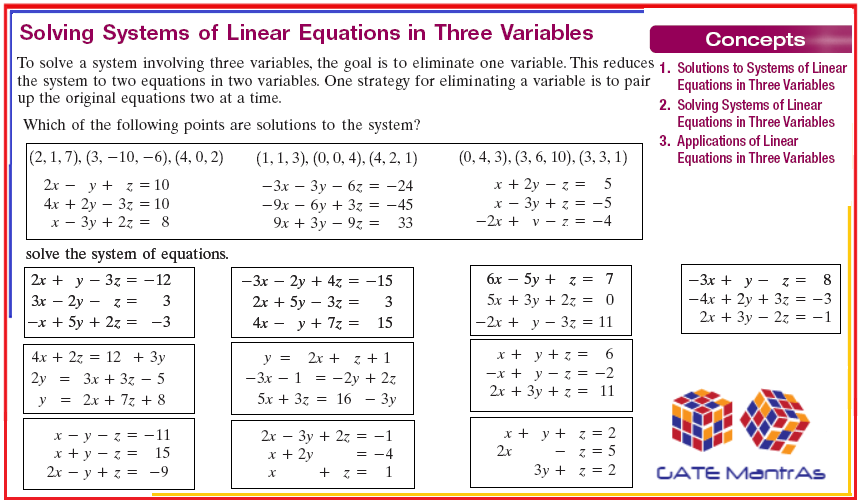 Solving Systems of Linear Equations in Three Variables
To solve a system involving three variables, the goal is to eliminate one variable. This reduces
the system to two equations in two variables. One strategy for eliminating a variable is to pair
up the original equations two at a time.
Concepts
1. Solutions to Systems of Linear
Equations in Three Variables
2. Solving Systems of Linear
Equations in Three Variables
3. Applications of Linear
Equations in Three Variables
Which of the following points are solutions to the system?
(2, 1, 7), (3, −10, −6), (4, 0, 2)
2x − y + z = 10
4x + 2y − 3z = 10
x − 3y + 2z = 8
(1, 1, 3), (0, 0, 4), (4, 2, 1)
−3x − 3y − 6z = −24
−9x − 6y + 3z = −45
9x + 3y − 9z = 33
(0, 4, 3), (3, 6, 10), (3, 3, 1)
x + 2y − z = 5
x − 3y + z = −5
−2x + y − z = −4
solve the system of equations.
2x + y − 3z = −12
3x − 2y − z = 3
−x + 5y + 2z = −3
−3x − 2y + 4z = −15
2x + 5y − 3z = 3
4x − y + 7z = 15
6x − 5y + z = 7
5x + 3y + 2z = 0
−2x + y − 3z = 11
−3x + y − z = 8
−4x + 2y + 3z = −3
2x + 3y − 2z = −1
4x + 2z = 12 + 3y
2y = 3x + 3z − 5
y = 2x + 7z + 8
y = 2x + z + 1
−3x − 1 = −2y + 2z
5x + 3z = 16 − 3y
x + y + z = 6
−x + y − z = −2
2x + 3y + z = 11
x − y − z = −11
x + y − z = 15
2x − y + z = −9
2x − 3y + 2z = −1
x + 2y = −4
x + z = 1
x + y + z = 2
2x − z = 5
3y + z = 2
GATE MantrAs